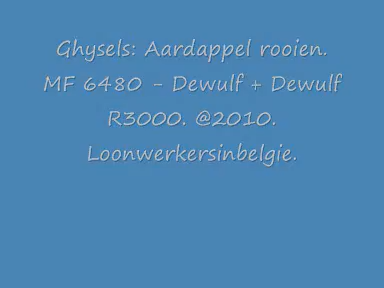 Ghysels: Aardappel rooien.
MF 6480 - Dewulf + Dewulf
R3000. @2010.
Loonwerkersinbelgie.